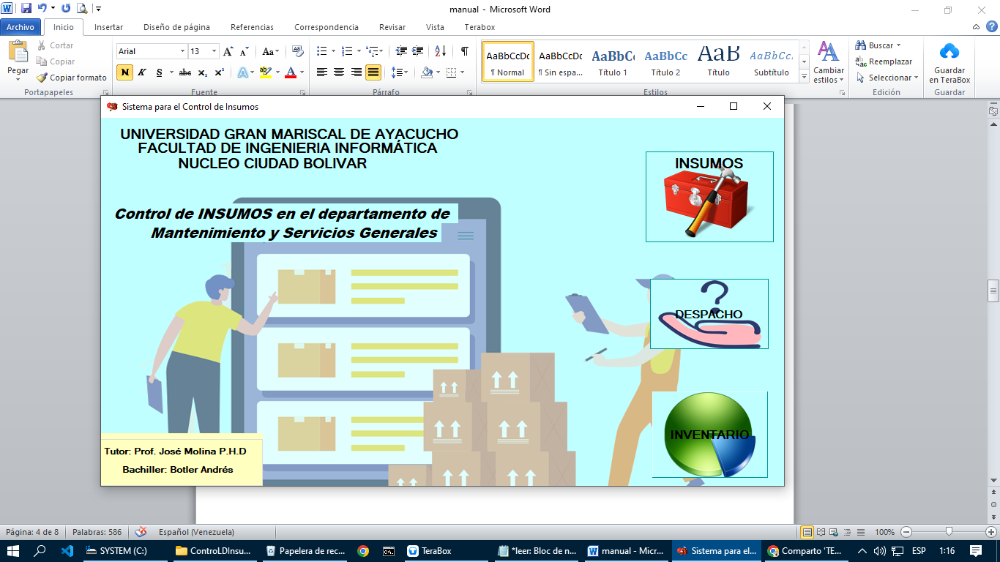 manual - Microsoft Word
Archivo Inicio Insertar Diseño de página Referencias Correspondencia Revisar Vista Terabox
Pegar
Cortar
Copiar
Copiar formato
Portapapeles
Arial 13
Fuente
Párrafo
AaBbCcDc AaBbCcDc AaBbC AaBbCc AaB AaBbCc.
¶ Normal ¶ Sin espa... Título 1 Título 2 Título Subtítulo
Estilos
Cambiar
estilos
Buscar
Reemplazar
Seleccionar
Edición
Guardar
en TeraBox
Guardar
Sistema para el Control de Insumos
UNIVERSIDAD GRAN MARISCAL DE AYACUCHO
FACULTAD DE INGENIERIA INFORMÁTICA
NUCLEO CIUDAD BOLIVAR
Control de INSUMOS en el departamento de
Mantenimiento y Servicios Generales
INSUMOS
DESPACHO
INVENTARIO
Tutor: Prof. José Molina P.H.D
Bachiller: Botler Andrés
Página: 4 de 8 Palabras: 586 Español (Venezuela) 100%
SYSTEM (C:) Control.DInsu... Papelera de rec... TeraBox *leer: Bloc de n... manual - Micr... Sistema para el... Comparto 'TE... ESP 1:16